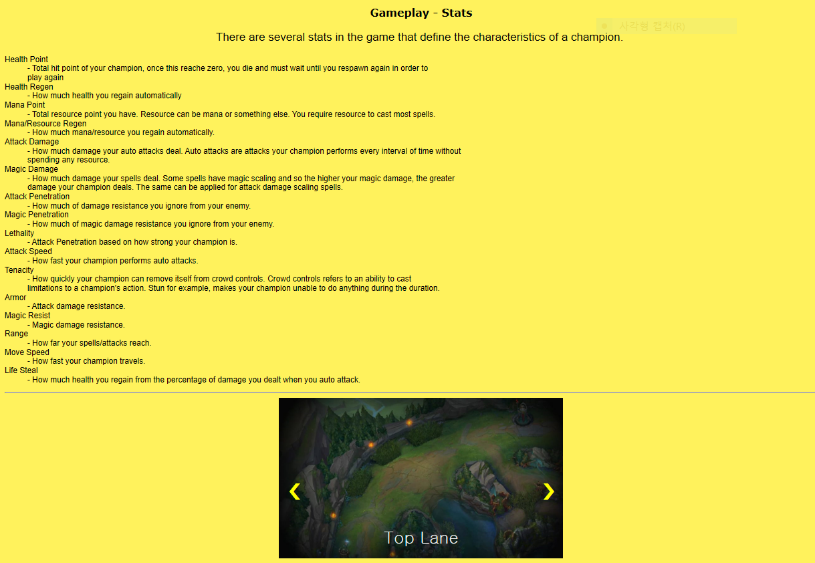 Gameplay - Stats
There are several stats in the game that define the characteristics of a champion.
Health Point
- Total hit point of your champion, once this reache zero, you die and must wait until you respawn again in order to
play again
Health Regen
- How much health you regain automatically
Mana Point
- Total resource point you have. Resource can be mana or something else. You require resource to cast most spells.
Mana/Resource Regen
- How much mana/resource you regain automatically.
Attack Damage
- How much damage your auto attacks deal. Auto attacks are attacks your champion performs every interval of time without
spending any resource.
Magic Damage
- How much damage your spells deal. Some spells have magic scaling and so the higher your magic damage, the greater
damage your champion deals. The same can be applied for attack damage scaling spells.
Attack Penetration
- How much of damage resistance you ignore from your enemy.
Magic Penetration
- How much of magic damage resistance you ignore from your enemy.
Lethality
- Attack Penetration based on how strong your champion is.
Attack Speed
- How fast your champion performs auto attacks.
Tenacity
- How quickly your champion can remove itself from crowd controls. Crowd controls refers to an ability to cast
limitations to a champion's action. Stun for example, makes your champion unable to do anything during the duration.
Armor
- Attack damage resistance.
Magic Resist
- Magic damage resistance.
Range
- How far your spells/attacks reach.
Move Speed
- How fast your champion travels.
Life Steal
- How much health you regain from the percentage of damage you dealt when you auto attack.
Top Lane